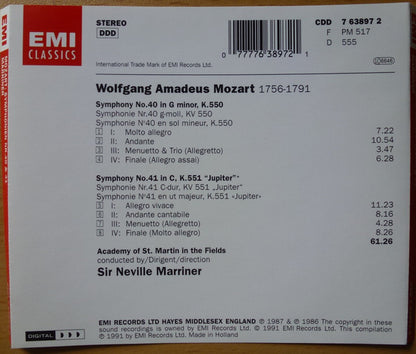 EMI
CLASSICS
STEREO
DDD
International Trade Mark of EMI Records Ltd.
0 77776 38972 1
CDD 7 63897 2
F PM 517
D 555
Wolfgang Amadeus Mozart 1756-1791
Symphony No.40 in G minor, K.550
Symphonie Nr.40 g-moll, KV 550
Symphonie N°40 en sol mineur, K.550
1 I: Molto allegro 7.22
2 II: Andante 10.54
3 III: Menuetto & Trio (Allegretto) 3.47
4 IV: Finale (Allegro assai) 6.28
Symphony No.41 in C, K.551 "Jupiter"
Symphonie Nr.41 C-dur, KV 551 „Jupiter“
Symphonie N°41 en ut majeur, K.551 «Jupiter»
5 I: Allegro vivace 11.23
6 II: Andante cantabile 8.16
7 III: Menuetto (Allegretto) 4.28
8 IV: Finale (Molto allegro) 8.26
61.26
Academy of St. Martin in the Fields
conducted by/Dirigent/direction
Sir Neville Marriner
DIGITAL
EMI RECORDS LTD HAYES MIDDLESEX ENGLAND ℗ 1987 & 1986 The copyright in these
sound recordings is owned by EMI Records Ltd. © 1991 EMI Records Ltd. This compilation
℗ 1991 by EMI Records Ltd. Made in Holland